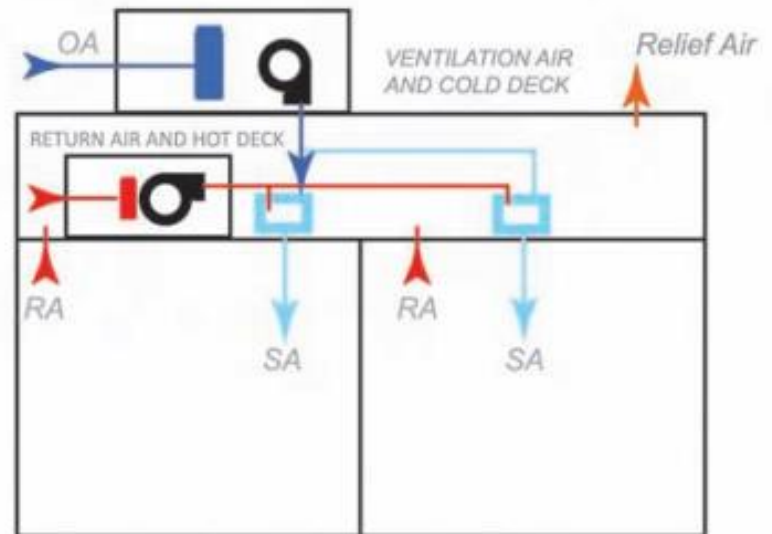 OA
VENTILATION AIR
AND COLD DECK
Relief Air
RETURN AIR AND HOT DECK
RA
RA
SA
SA